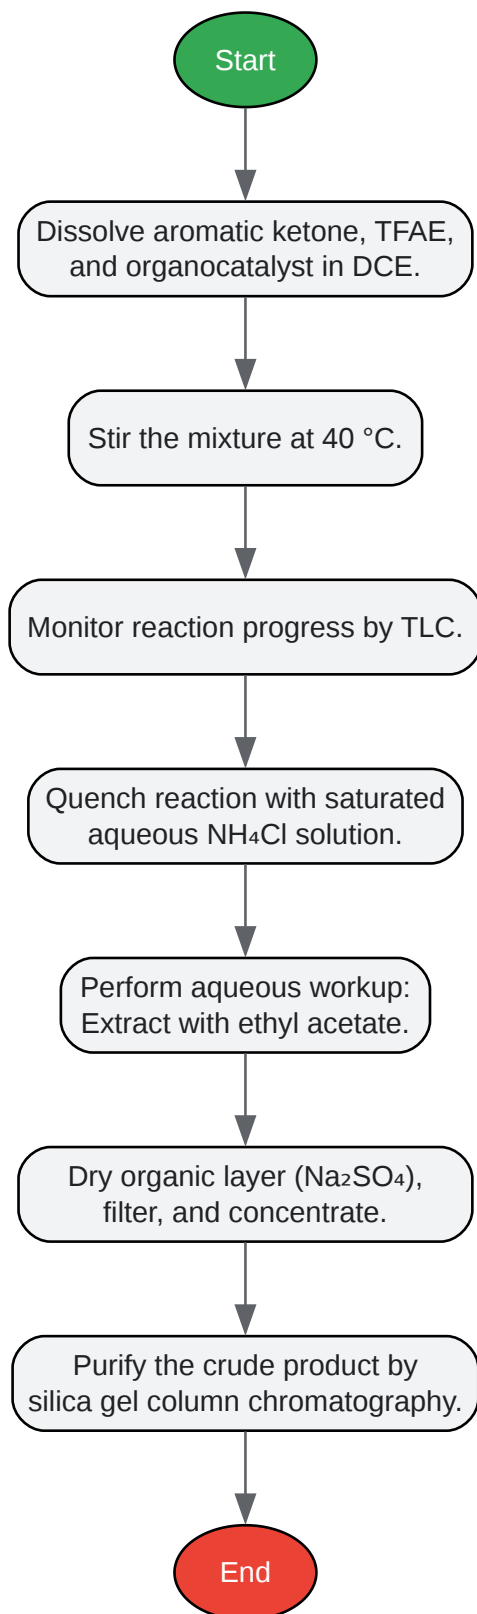 Start
Dissolve aromatic ketone, TFAE,
and organocatalyst in DCE.
Stir the mixture at 40 °C.
Monitor reaction progress by TLC.
Quench reaction with saturated
aqueous NH₄Cl solution.
Perform aqueous workup:
Extract with ethyl acetate.
Dry organic layer (Na₂SO₄),
filter, and concentrate.
Purify the crude product by
silica gel column chromatography.
End